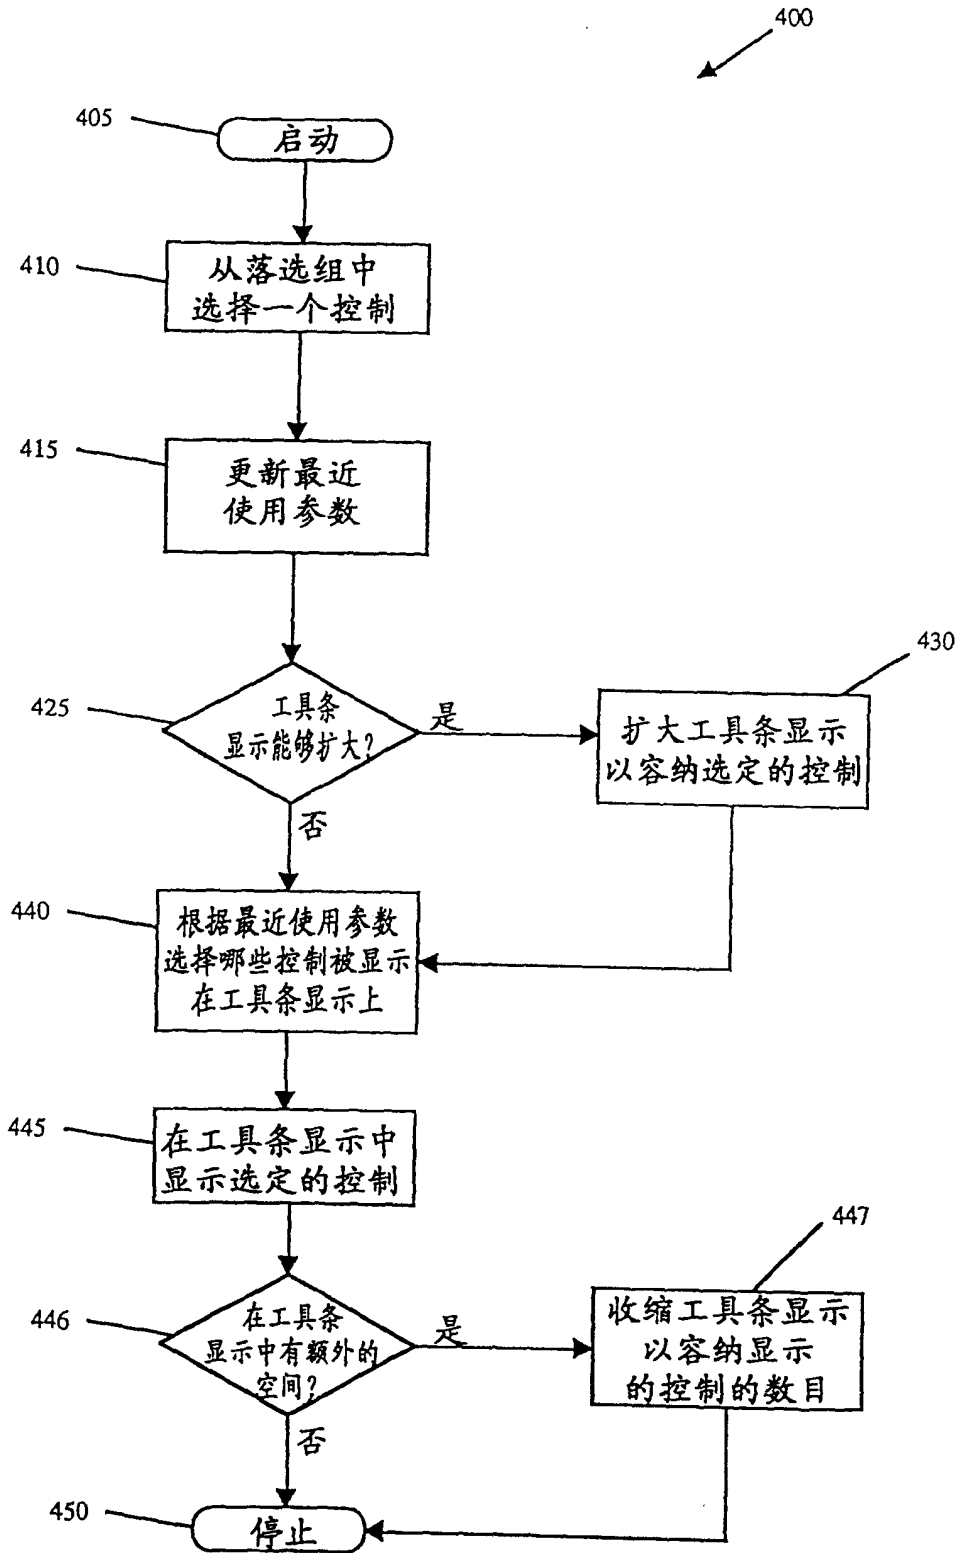 400
405
启动
410
从落选组中
选择一个控制
415
更新最近
使用参数
425
工具条
显示能够扩大?
是
430
扩大工具条显示
以容纳选定的控制
否
440
根据最近使用参数
选择哪些控制被显示
在工具条显示上
445
在工具条显示中
显示选定的控制
446
在工具条
显示中有额外的
空间?
是
447
收缩工具条显示
以容纳显示
的控制的数目
否
450
停止